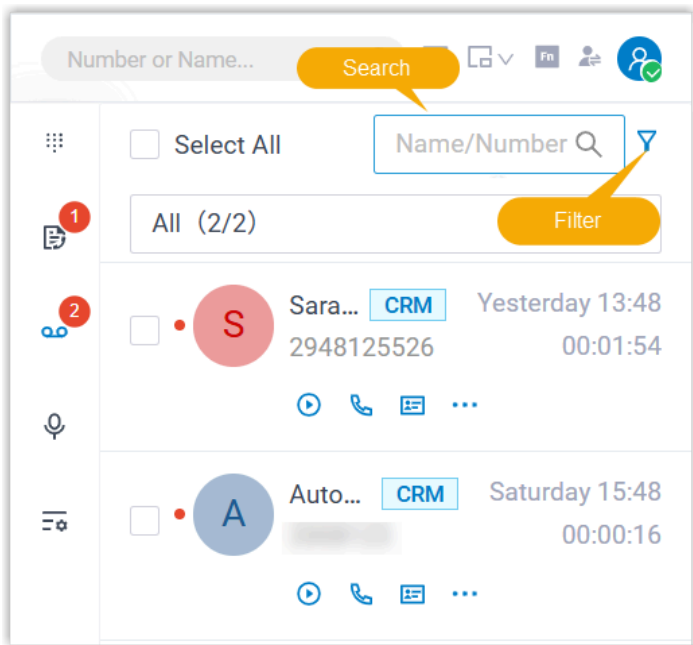 Number or Name...
Search
Fn
Select All
Name/Number
1
All (2/2)
Filter
2
S
Sara... CRM Yesterday 13:48
2948125526 00:01:54
A
Auto... CRM Saturday 15:48
00:00:16